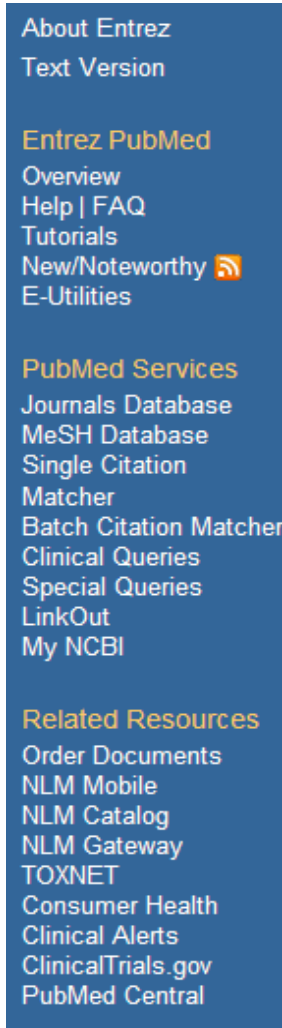 About Entrez
Text Version
Entrez PubMed
Overview
Help | FAQ
Tutorials
New/Noteworthy
E-Utilities
PubMed Services
Journals Database
MeSH Database
Single Citation
Matcher
Batch Citation Matcher
Clinical Queries
Special Queries
LinkOut
My NCBI
Related Resources
Order Documents
NLM Mobile
NLM Catalog
NLM Gateway
TOXNET
Consumer Health
Clinical Alerts
ClinicalTrials.gov
PubMed Central